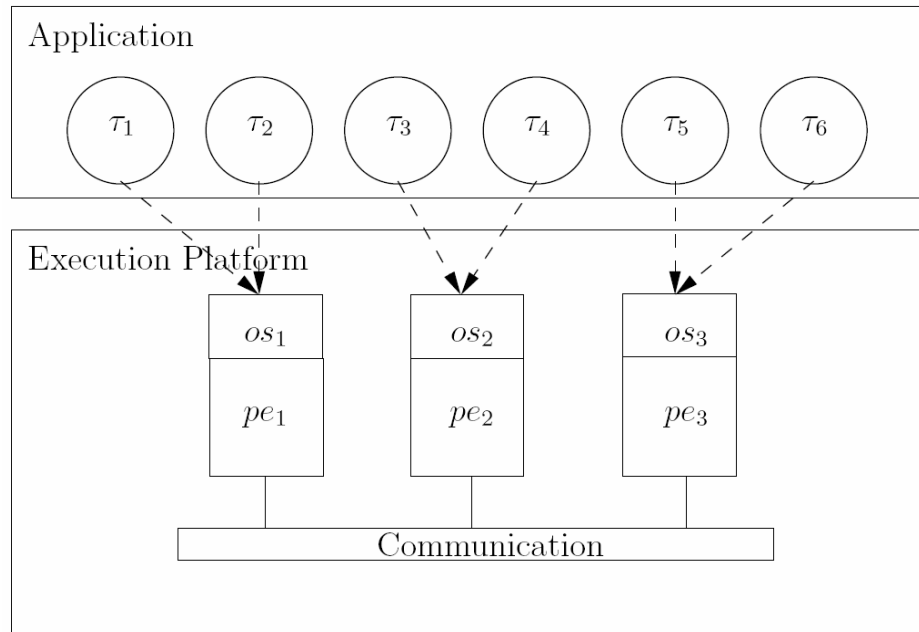 Application
τ₁ τ₂ τ₃ τ₄ τ₅ τ₆
Execution Platform
os₁ os₂ os₃
pe₁ pe₂ pe₃
Communication